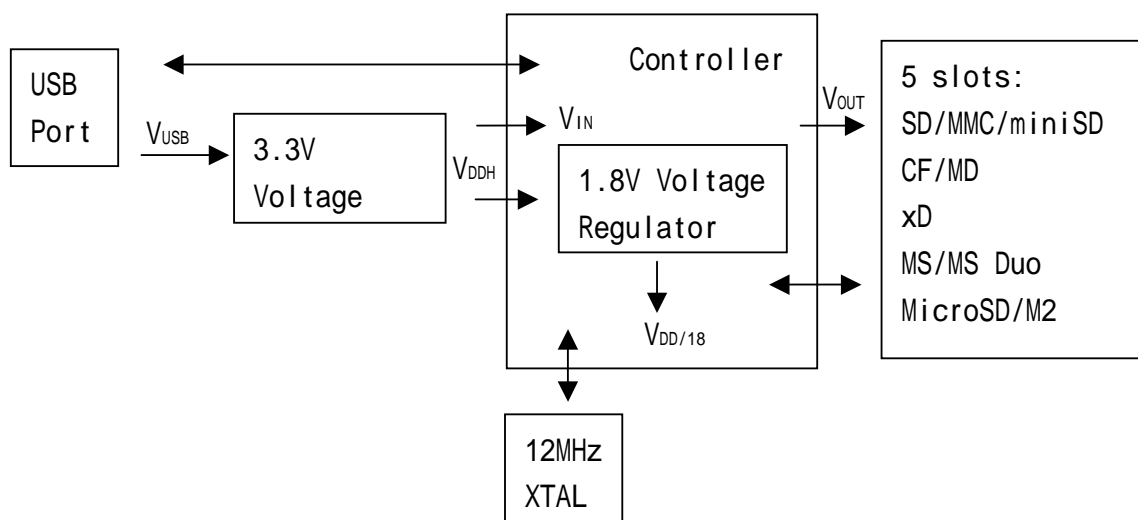 USB
Port
VUSB
3.3V
Voltage
VIN
VDDH
Controller
1.8V Voltage
Regulator
VDD/18
VOUT
5 slots:
SD/MMC/miniSD
CF/MD
xD
MS/MS Duo
MicroSD/M2
12MHz
XTAL